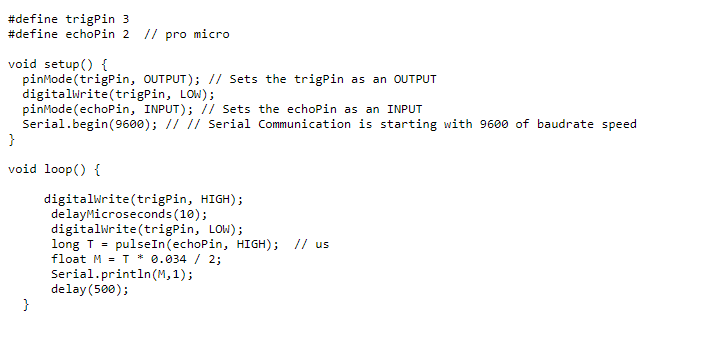 #define trigPin 3
#define echoPin 2  // pro micro

void setup() {
  pinMode(trigPin, OUTPUT); // Sets the trigPin as an OUTPUT
  digitalWrite(trigPin, LOW);
  pinMode(echoPin, INPUT); // Sets the echoPin as an INPUT
  Serial.begin(9600); // // Serial Communication is starting with 9600 of baudrate speed
}

void loop() {

     digitalWrite(trigPin, HIGH);
      delayMicroseconds(10);
      digitalWrite(trigPin, LOW);
      long T = pulseIn(echoPin, HIGH);  // us
      float M = T * 0.034 / 2;
      Serial.println(M,1);
      delay(500);
  }